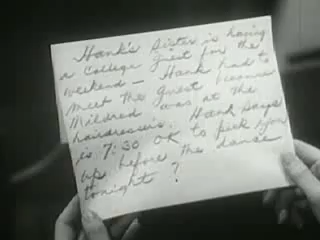 Hank's sister is having
a College guest for the
weekend — Hank had to
meet the guest because
Mildred was at the
hairdresser's. Hank says
is 7:30 OK to pick you
up before the dance
tonight?